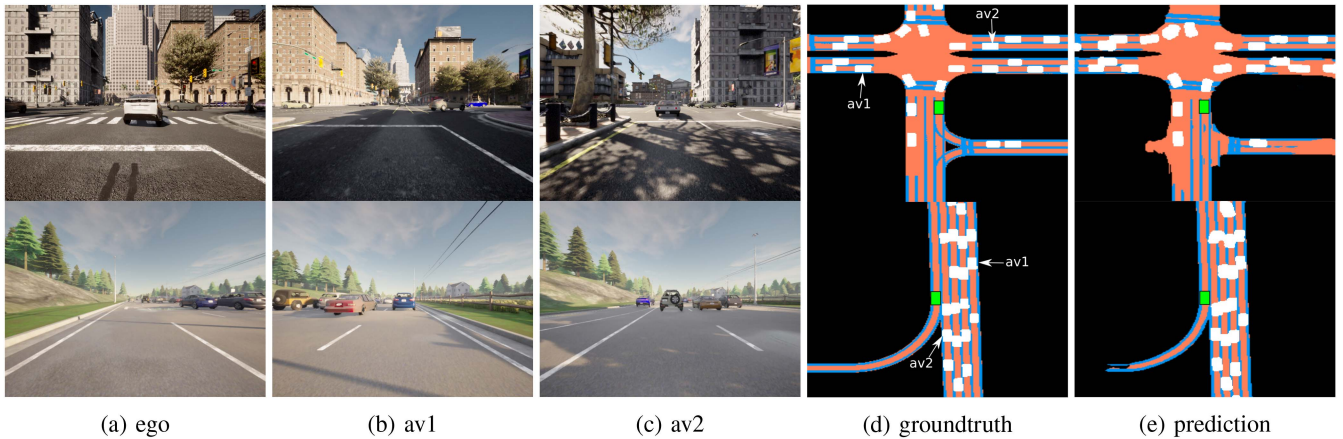 av2
av1
av1
av2
(a) ego
(b) av1
(c) av2
(d) groundtruth
(e) prediction